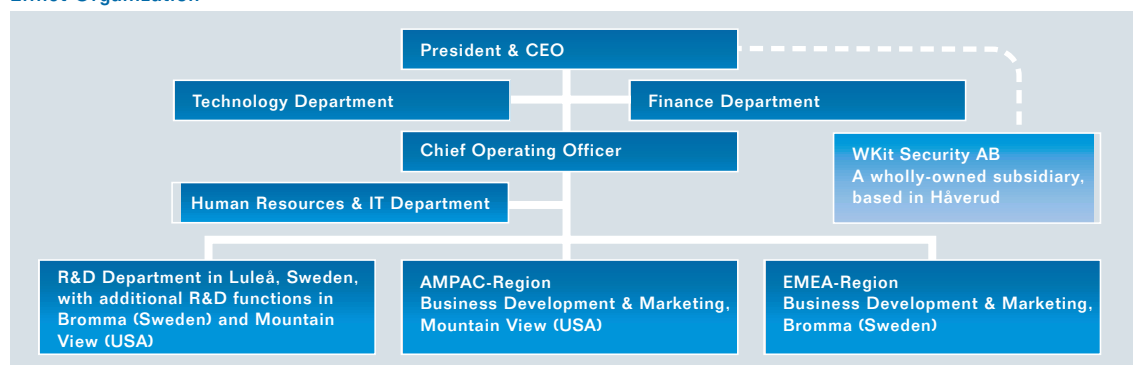 President & CEO
Technology Department
Finance Department
Chief Operating Officer
WKit Security AB
A wholly-owned subsidiary,
based in Håverud
Human Resources & IT Department
R&D Department in Luleå, Sweden,
with additional R&D functions in
Bromma (Sweden) and Mountain
View (USA)
AMPAC-Region
Business Development & Marketing,
Mountain View (USA)
EMEA-Region
Business Development & Marketing,
Bromma (Sweden)